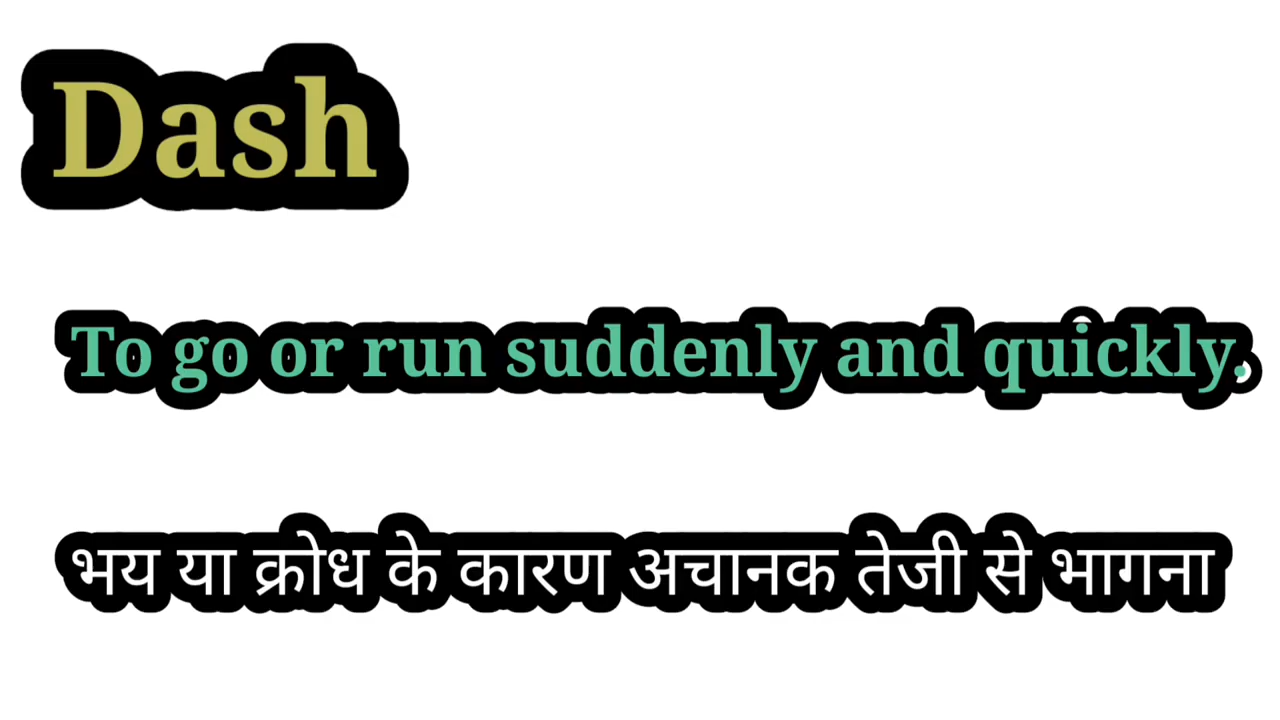 Dash
To go or run suddenly and quickly.
भय या क्रोध के कारण अचानक तेजी से भागना